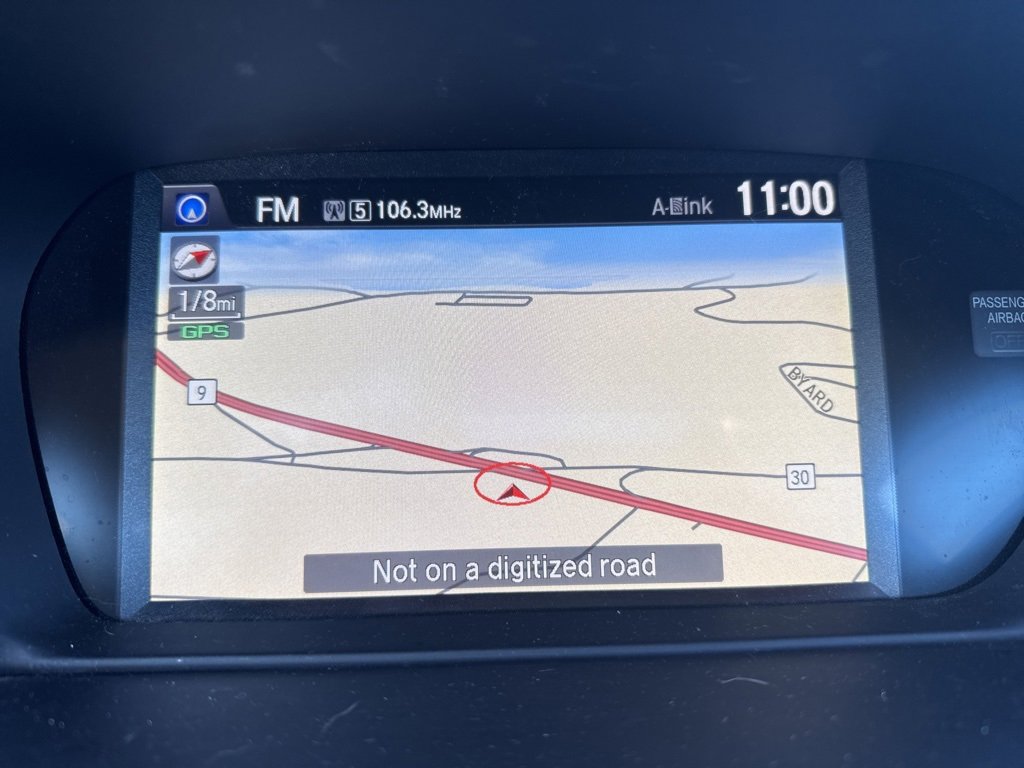 FM 5 106.3MHz A-Link 11:00
1/8mi
GPS
9
BYARD
30
Not on a digitized road
PASSENG
AIRBAG
OFF